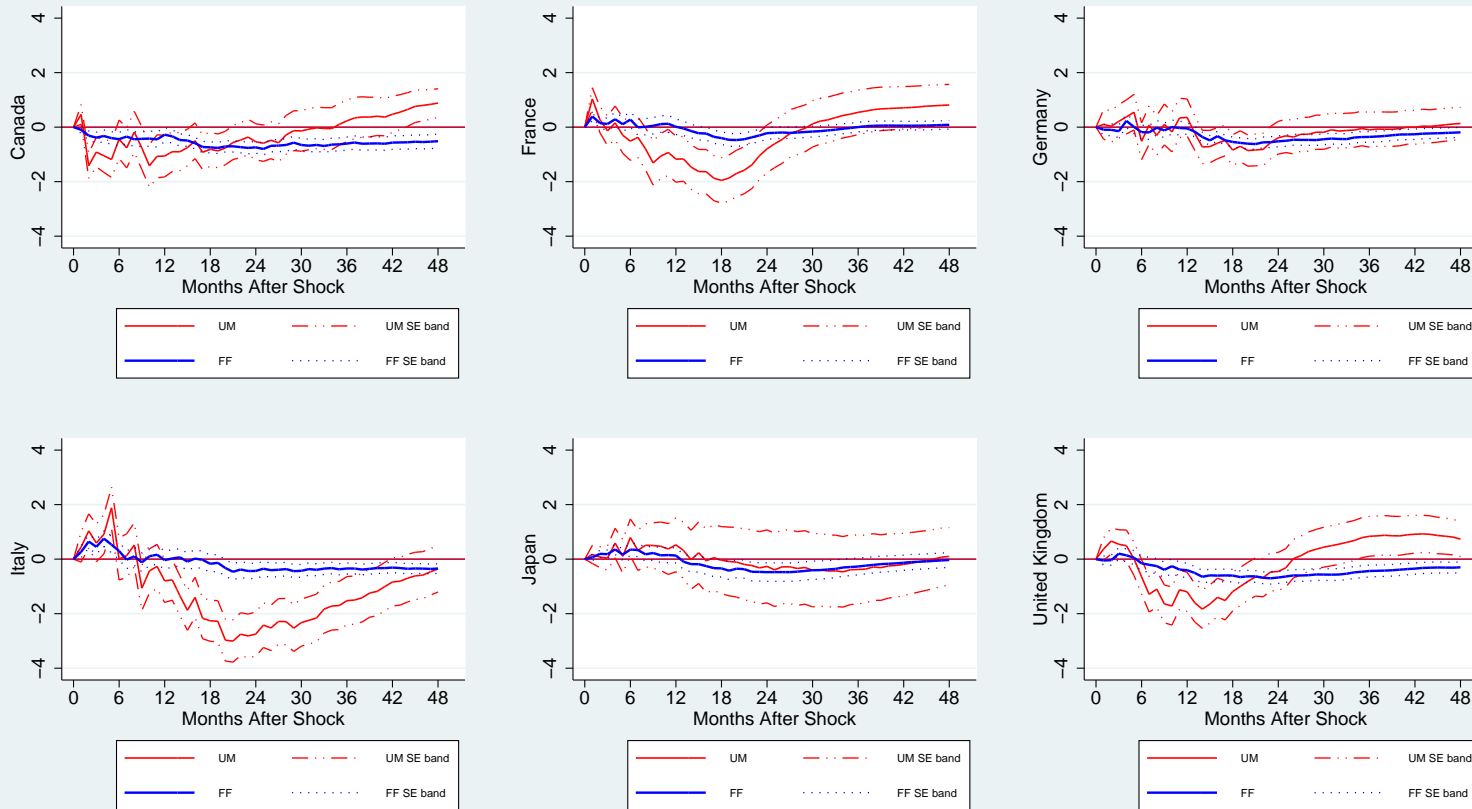 4
2
0
−2
−4
Canada
0 6 12 18 24 30 36 42 48
Months After Shock
UM UM SE band
FF FF SE band
4
2
0
−2
−4
France
0 6 12 18 24 30 36 42 48
Months After Shock
UM UM SE band
FF FF SE band
4
2
0
−2
−4
Germany
0 6 12 18 24 30 36 42 48
Months After Shock
UM UM SE band
FF FF SE band
4
2
0
−2
−4
Italy
0 6 12 18 24 30 36 42 48
Months After Shock
UM UM SE band
FF FF SE band
4
2
0
−2
−4
Japan
0 6 12 18 24 30 36 42 48
Months After Shock
UM UM SE band
FF FF SE band
4
2
0
−2
−4
United Kingdom
0 6 12 18 24 30 36 42 48
Months After Shock
UM UM SE band
FF FF SE band